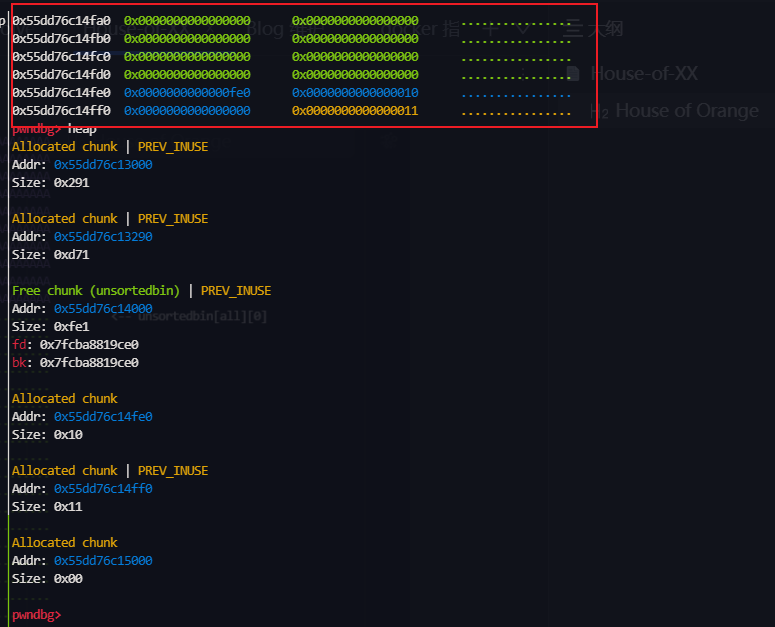 p 0x55dd76c14fa0 0x0000000000000000 0x0000000000000000 ................
0x55dd76c14fb0 0x0000000000000000 0x0000000000000000 ................ 三 大纲
0x55dd76c14fc0 0x0000000000000000 0x0000000000000000 ................
0x55dd76c14fd0 0x0000000000000000 0x0000000000000000 ................ House-of-XX
0x55dd76c14fe0 0x0000000000000fe0 0x0000000000000010 ................
0x55dd76c14ff0 0x0000000000000000 0x0000000000000011 ................ H2 House of Orange
pwndbg> heap
Allocated chunk | PREV_INUSE
Addr: 0x55dd76c13000
Size: 0x291
Allocated chunk | PREV_INUSE
Addr: 0x55dd76c13290
Size: 0xd71
Free chunk (unsortedbin) | PREV_INUSE
Addr: 0x55dd76c14000
<-- unsortedbin[all][0]
Size: 0xfe1
fd: 0x7fcba8819ce0
bk: 0x7fcba8819ce0
Allocated chunk
Addr: 0x55dd76c14fe0
Size: 0x10
Allocated chunk | PREV_INUSE
Addr: 0x55dd76c14ff0
Size: 0x11
Allocated chunk
Addr: 0x55dd76c15000
Size: 0x00
pwndbg>